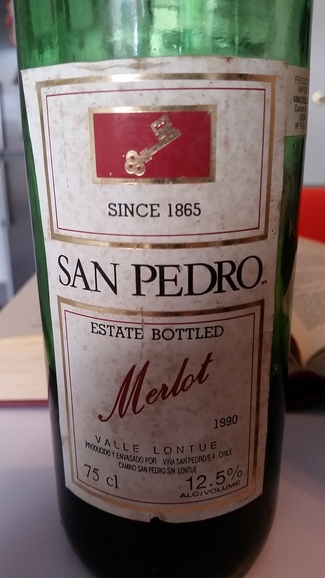 SINCE 1865
SAN PEDRO
ESTATE BOTTLED
Merlot
1990
VALLE LONTUE
PRODUCIDO Y ENVASADO POR VIÑA SAN PEDRO S.A. CHILE
CAMINO SAN PEDRO S/N LONTUE
75 cl
12.5%
ALC/VOLUME